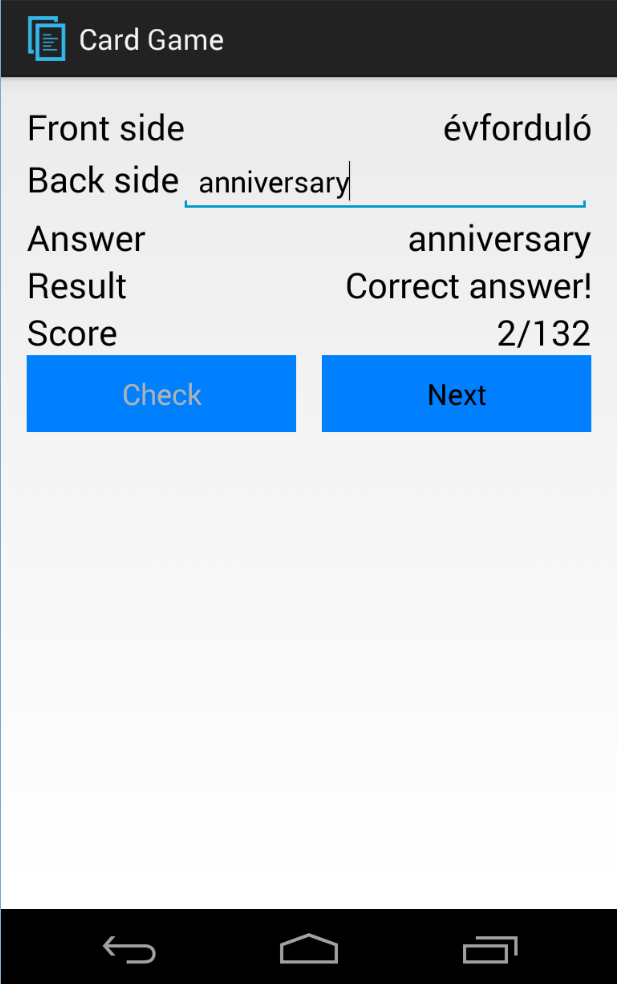 Card Game
Front side évforduló
Back side anniversary
Answer anniversary
Result Correct answer!
Score 2/132
Check Next